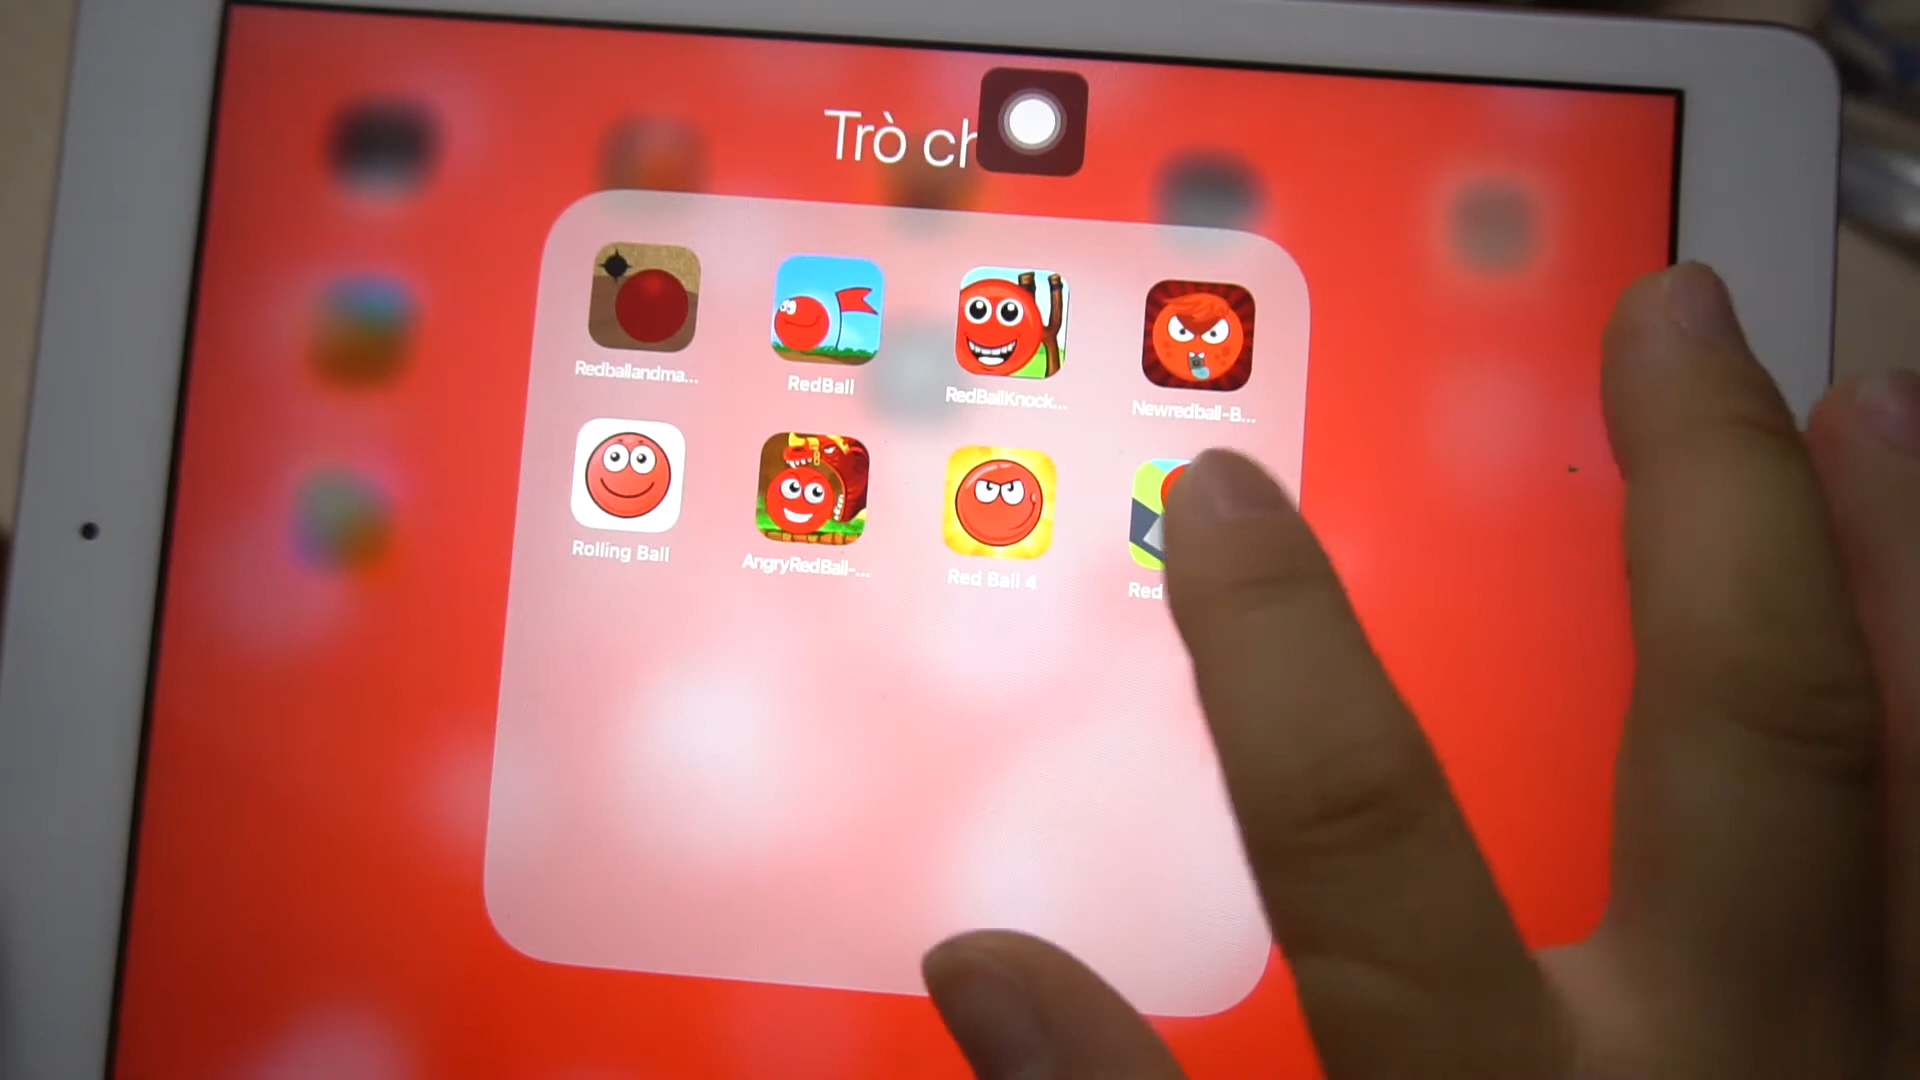 Trò ch
Redballandma...
RedBall
RedBallKnock...
Newredball-B...
Rolling Ball
AngryRedBall-...
Red Ball 4
Red